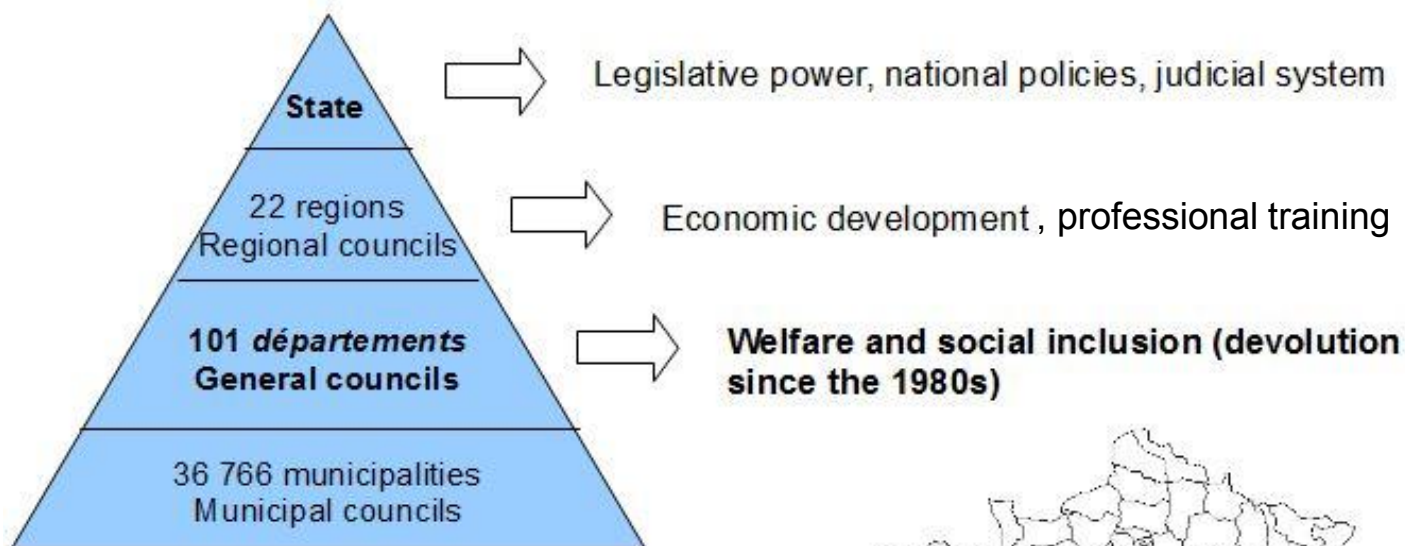 State
Legislative power, national policies, judicial system
22 regions
Regional councils
Economic development , professional training
101 départements
General councils
Welfare and social inclusion (devolution
since the 1980s)
36 766 municipalities
Municipal councils